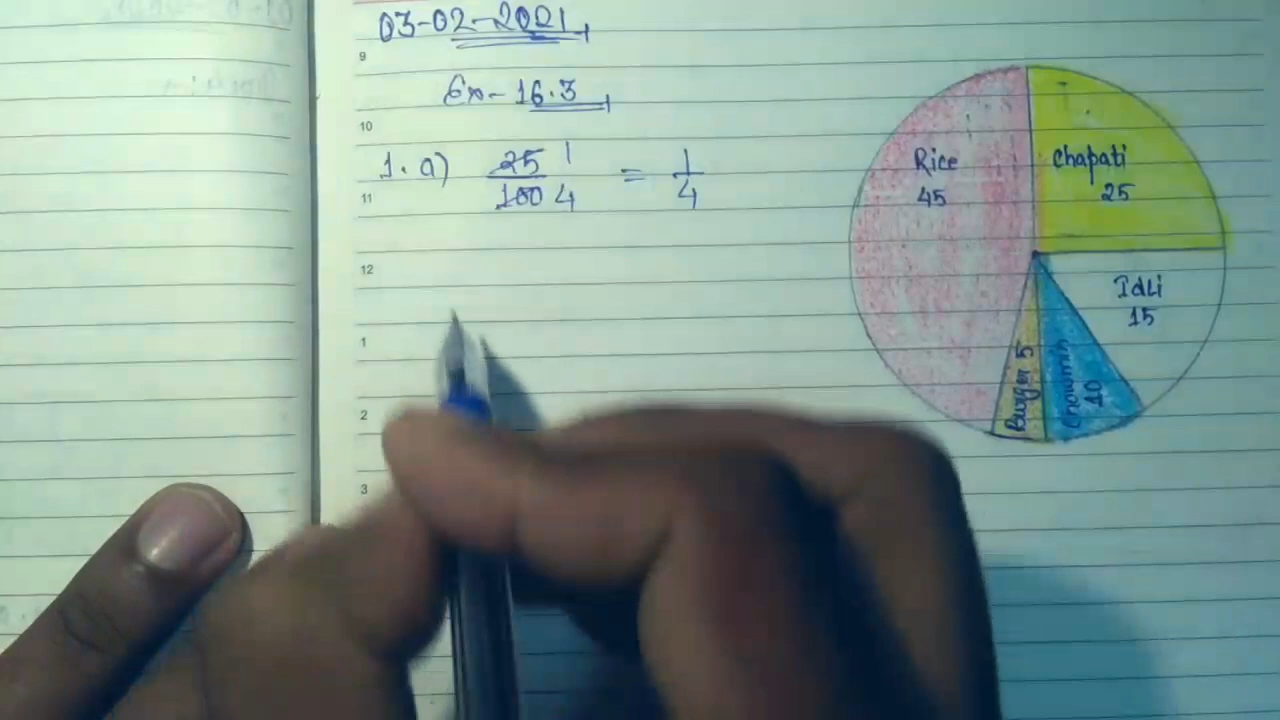 03-02-2021
9
Ex-16.3
10
1. a) 25/100 1/4 = 1/4
11
12
1
2
3
Rice
45
Chapati
25
Idli
15
Burger 5
Chowmin
10